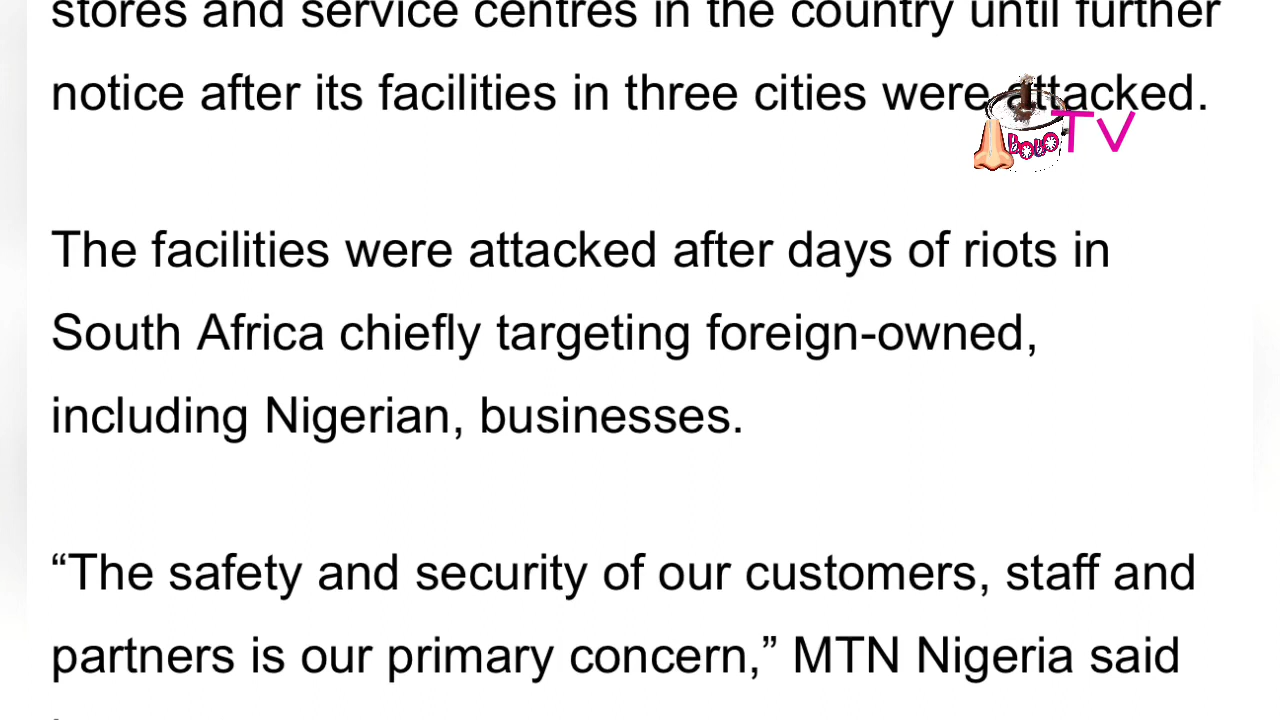 stores and service centres in the country until further
notice after its facilities in three cities were attacked.
BOBO TV
The facilities were attacked after days of riots in
South Africa chiefly targeting foreign-owned,
including Nigerian, businesses.
“The safety and security of our customers, staff and
partners is our primary concern,” MTN Nigeria said